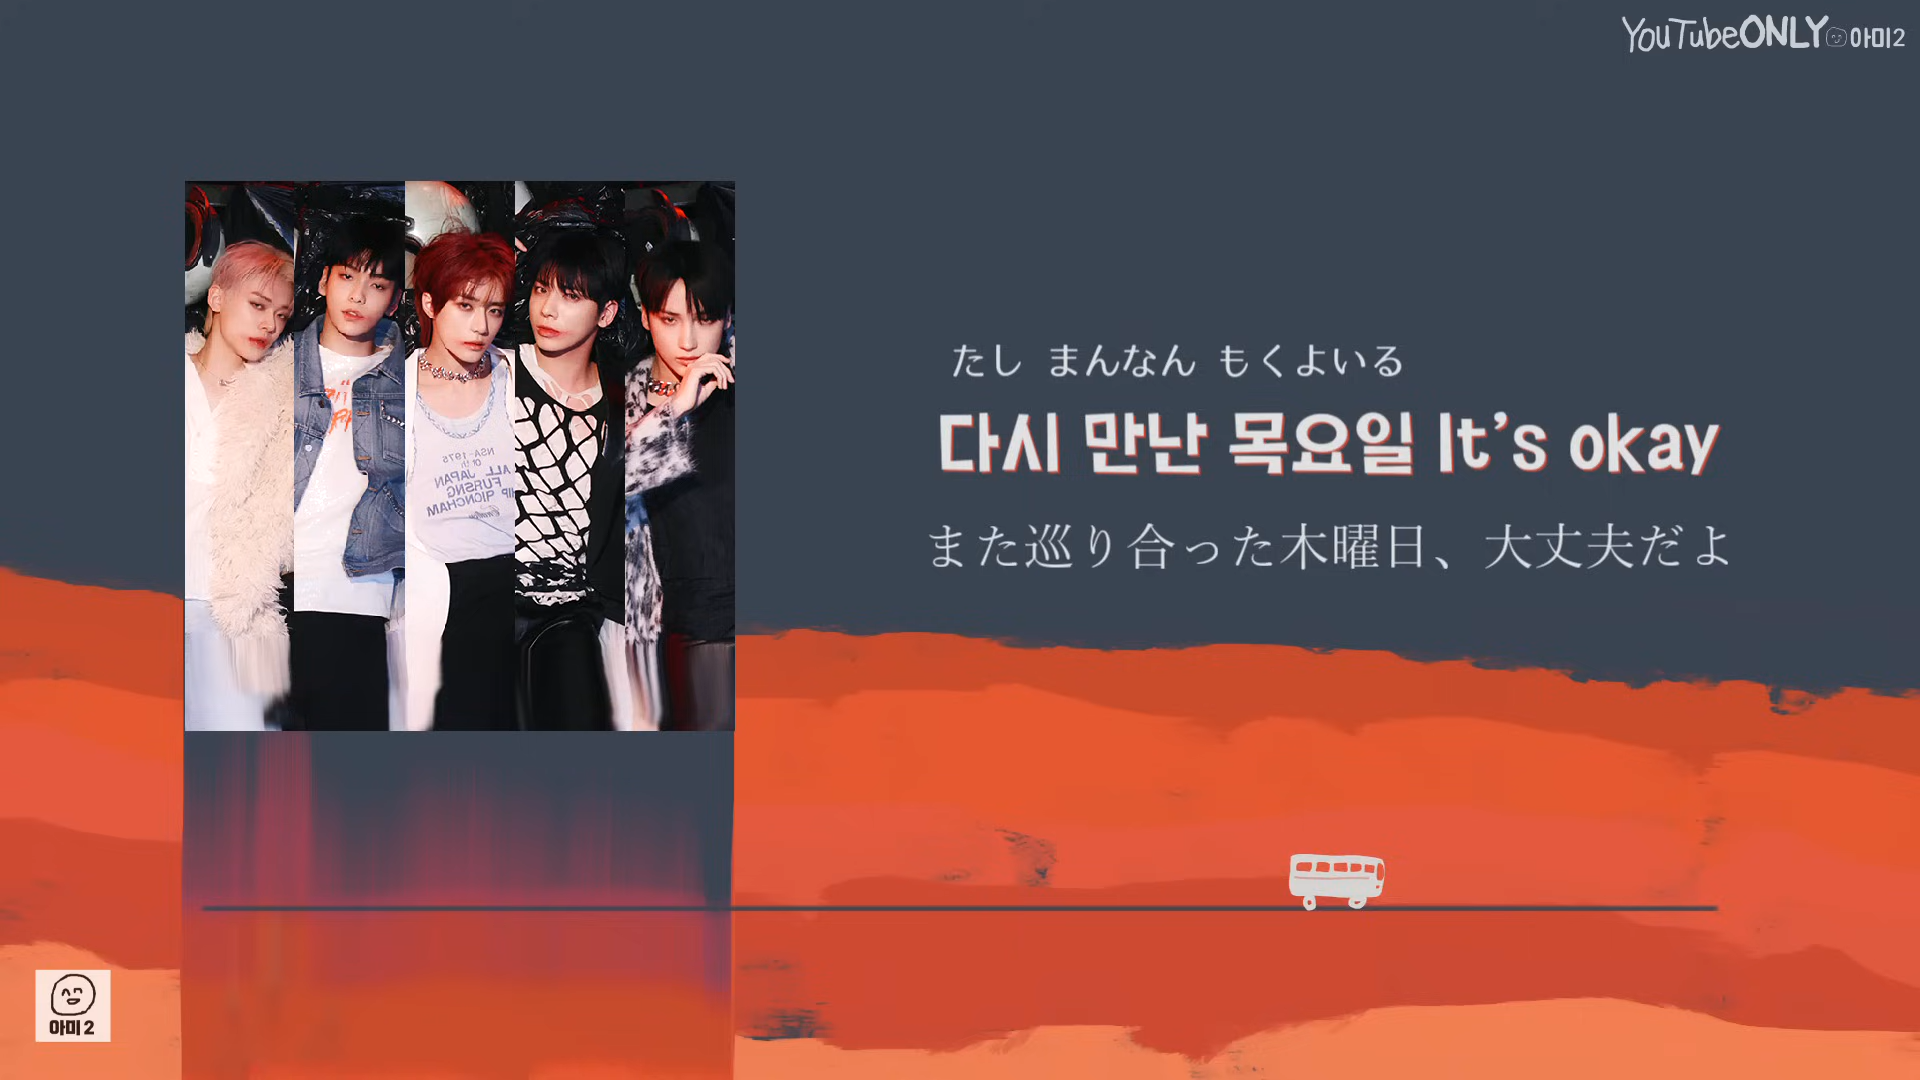 YouTubeONLY아미2
たし まんなん もくよいる
다시 만난 목요일 It's okay
また巡り合った木曜日、大丈夫だよ
아미2